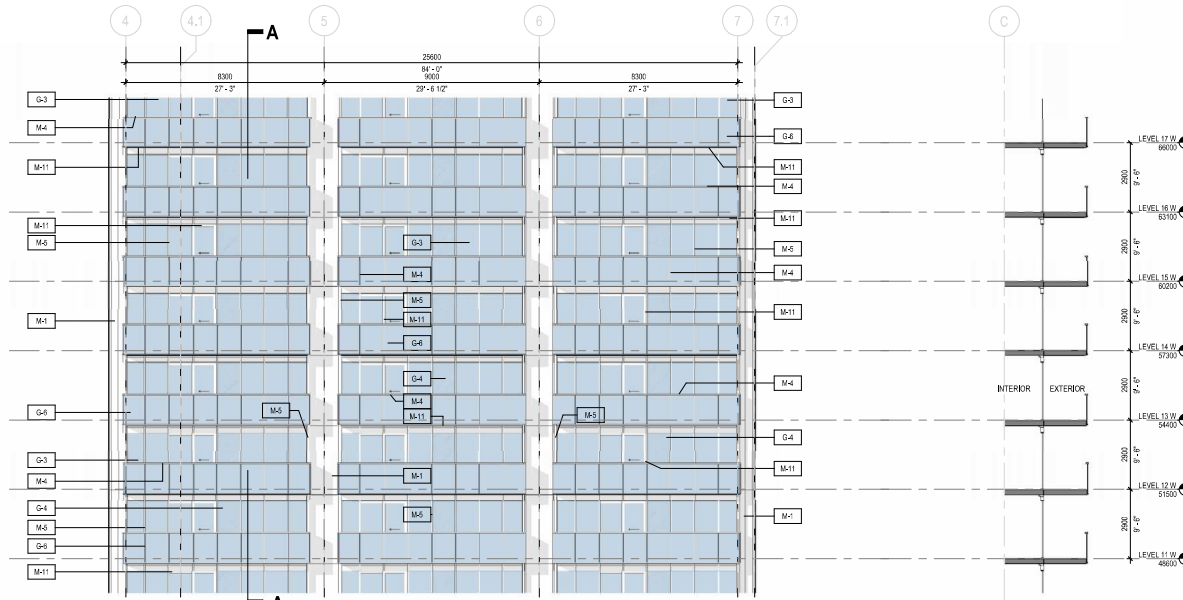 4
4.1
A
5
6
7
7.1
C
25600
84' - 0"
8300
9000
8300
27' - 3"
29' - 6 1/2"
27' - 3"
G-3
G-3
M-4
G-6
LEVEL 17 W
66000
M-11
M-11
2900
9' - 6"
M-4
LEVEL 16 W
63100
M-11
M-11
M-5
G-3
M-5
2900
9' - 6"
M-4
M-4
LEVEL 15 W
60200
M-5
M-11
M-11
M-1
2900
9' - 6"
G-6
LEVEL 14 W
57300
G-4
M-4
INTERIOR
EXTERIOR
2900
9' - 6"
M-4
G-6
M-5
M-11
M-5
LEVEL 13 W
54400
G-4
G-3
M-11
2900
9' - 6"
M-4
M-1
LEVEL 12 W
51500
G-4
M-5
M-1
M-5
2900
9' - 6"
G-6
LEVEL 11 W
48600
M-11
A